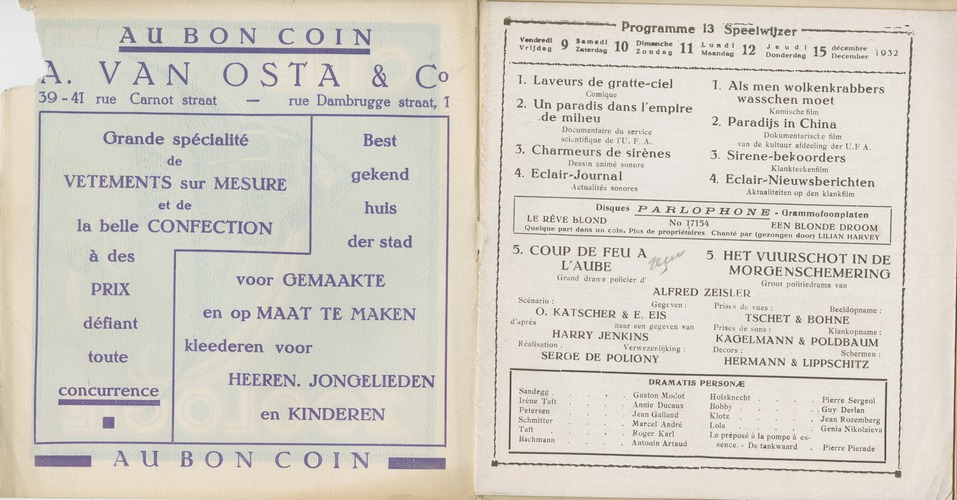 AU BON COIN
A. VAN OSTA & Co
39-41 rue Carnot straat — rue Dambrugge straat, 1
Grande spécialité
de
VETEMENTS sur MESURE
et de
la belle CONFECTION
à des
PRIX
défiant
toute
concurrence
Best
gekend
huis
der stad
voor GEMAAKTE
en op MAAT TE MAKEN
kleederen voor
HEEREN. JONGELIEDEN
en KINDEREN
AU BON COIN
Programme 13 Speelwijzer
Vendredi Vrijdag 9 Samedi Zaterdag 10 Dimanche Zondag 11 Lundi Maandag 12 Jeudi Donderdag 15 décembre December 1932
1. Laveurs de gratte-ciel
Comique
2. Un paradis dans l'empire
de milieu
Documentaire du service
scientifique de l'U. F. A.
3. Charmeurs de sirènes
Dessin animé sonore
4. Eclair-Journal
Actualités sonores
1. Als men wolkenkrabbers
wasschen moet
Komische film
2. Paradijs in China
Dokumentarische film
van de kultuur afdeeling der U.F.A.
3. Sirene-bekoorders
Klankteekenfilm
4. Eclair-Nieuwsberichten
Aktualiteiten op den klankfilm
Disques PARLOPHONE - Grammofoonplaten
LE RÊVE BLOND No 17154 EEN BLONDE DROOM
Quelque part dans un coin. Plus de propriétaires Chanté par (gezongen door) LILIAN HARVEY
5. COUP DE FEU A
L'AUBE
Grand drame policier d'
5. HET VUURSCHOT IN DE
MORGENSCHEMERING
Groot politiedrama van
ALFRED ZEISLER
Scénario : Gegeven :
O. KATSCHER & E. EIS
d'après naar een gegeven van
HARRY JENKINS
Réalisation : Verwezenlijking :
SERGE DE POLIGNY
Prises de vues : Beeldopname :
TSCHET & BOHNE
Prises de sons : Klankopname :
KAGELMANN & POLDBAUM
Decors : Schermen :
HERMANN & LIPPSCHITZ
DRAMATIS PERSONÆ
Sandegg . . . Gaston Modot
Irène Taft . . . Annie Ducaux
Petersen . . . Jean Galland
Schmitter . . . Marcel André
Taft . . . Roger Karl
Bachmann . . . Antonin Artaud
Holzknecht . . . Pierre Sergeol
Bobby . . . Guy Derlan
Klotz . . . Jean Rozemberg
Lola . . . Genia Nikolaieva
Le préposé à la pompe à es-
sence. - De tankwaard . Pierre Pierade